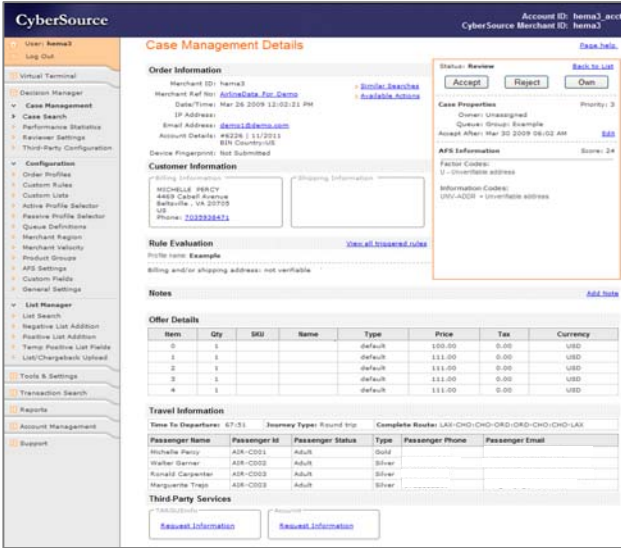 CyberSource
Account ID: hema3_acct
CyberSource Merchant ID: hema3
User: hema3
Log Out
Virtual Terminal
Decision Manager
Case Management
Case Search
Performance Statistics
Reviewer Settings
Third-Party Configuration
Configuration
Order Profiles
Custom Rules
Custom Lists
Active Profile Selector
Passive Profile Selector
Queue Definitions
Merchant Region
Merchant Velocity
Product Groups
AFS Settings
Custom Fields
General Settings
List Manager
List Search
Negative List Addition
Positive List Addition
Temp Positive List Fields
List/Chargeback Upload
Tools & Settings
Transaction Search
Reports
Account Management
Support
Case Management Details
Page help
Order Information
Merchant ID: hema3
Merchant Ref No: AirlineData_For_Demo
Date/Time: Mar 26 2009 12:02:21 PM
IP Address:
Email Address: demo1@demo.com
Account Details: #6226 | 11/2011
BIN Country:US
Device Fingerprint: Not Submitted
Similar Searches
Available Actions
Status: Review
Back to List
Accept Reject Own
Case Properties Priority: 3
Owner: Unassigned
Queue: Group: Example
Accept After: Mar 30 2009 06:02 AM Edit
AFS Information Score: 24
Factor Codes:
U - Unverifiable address
Information Codes:
UNV-ADDR = Unverifiable address
Customer Information
Billing Information
MICHELLE PERCY
4469 Cabell Avenue
Beltsville , VA 20705
US
Phone: 7035938471
Shipping Information
Rule Evaluation View all triggered rules
Profile name: Example
Billing and/or shipping address: not verifiable
Notes Add Note
Offer Details
Item Qty SKU Name Type Price Tax Currency
0 1 default 100.00 0.00 USD
1 1 default 111.00 0.00 USD
2 1 default 111.00 0.00 USD
3 1 default 111.00 0.00 USD
4 1 default 111.00 0.00 USD
Travel Information
Time To Departure: 67:51 Journey Type: Round trip Complete Route: LAX-CHO:CHO-ORD:ORD-CHO:CHO-LAX
Passenger Name Passenger Id Passenger Status Type Passenger Phone Passenger Email
Michelle Percy AIR-C001 Adult Gold
Walter Garner AIR-C002 Adult Silver
Ronald Carpenter AIR-C003 Adult Silver
Marguerite Trejo AIR-C003 Adult Silver
Third-Party Services
Request Information
Request Information